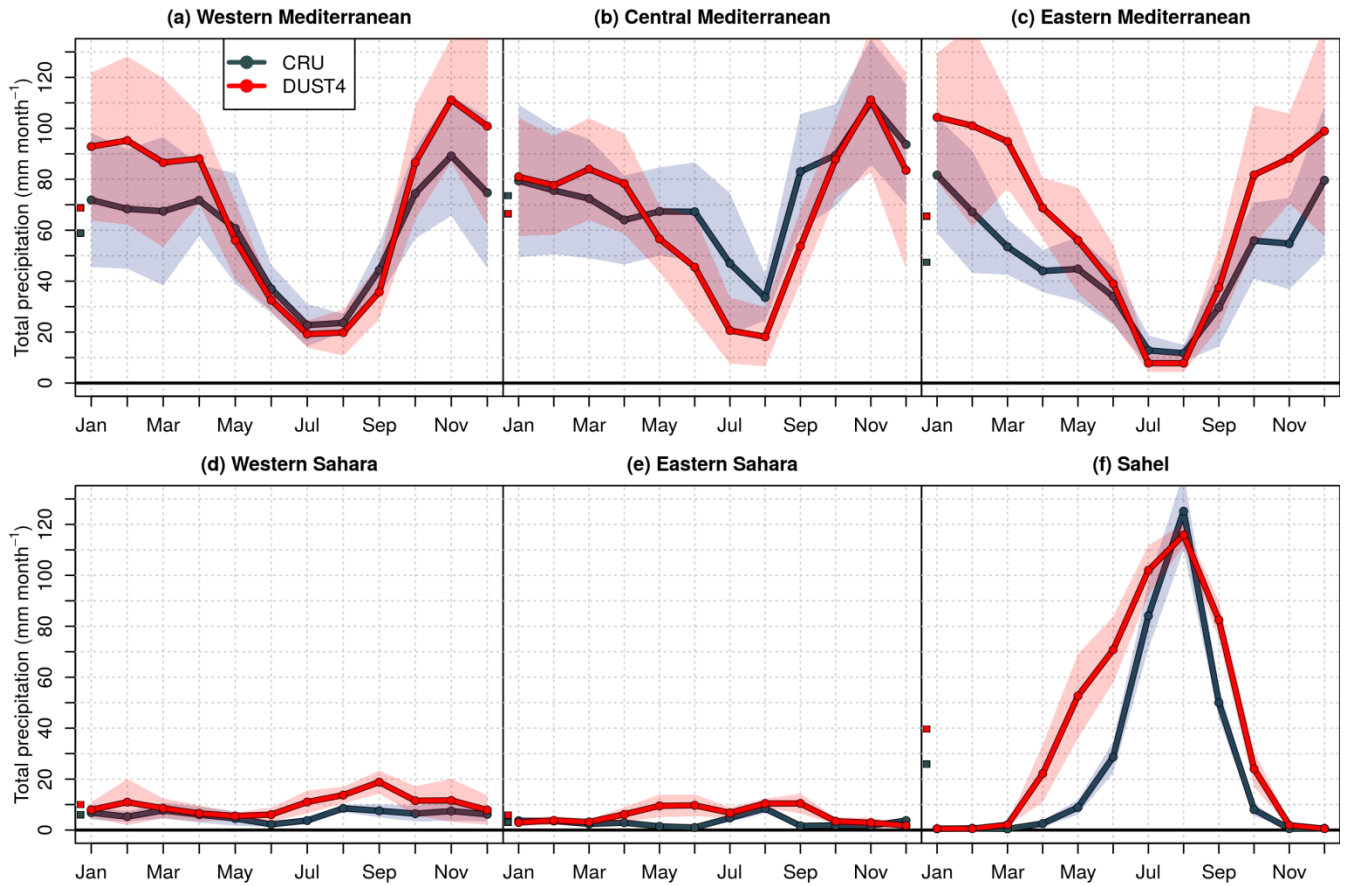 (a) Western Mediterranean
(b) Central Mediterranean
(c) Eastern Mediterranean
CRU
DUST4
Total precipitation (mm month⁻¹)
120
100
80
60
40
20
0
Jan Mar May Jul Sep Nov
Jan Mar May Jul Sep Nov
Jan Mar May Jul Sep Nov
(d) Western Sahara
(e) Eastern Sahara
(f) Sahel
Total precipitation (mm month⁻¹)
120
100
80
60
40
20
0
Jan Mar May Jul Sep Nov
Jan Mar May Jul Sep Nov
Jan Mar May Jul Sep Nov